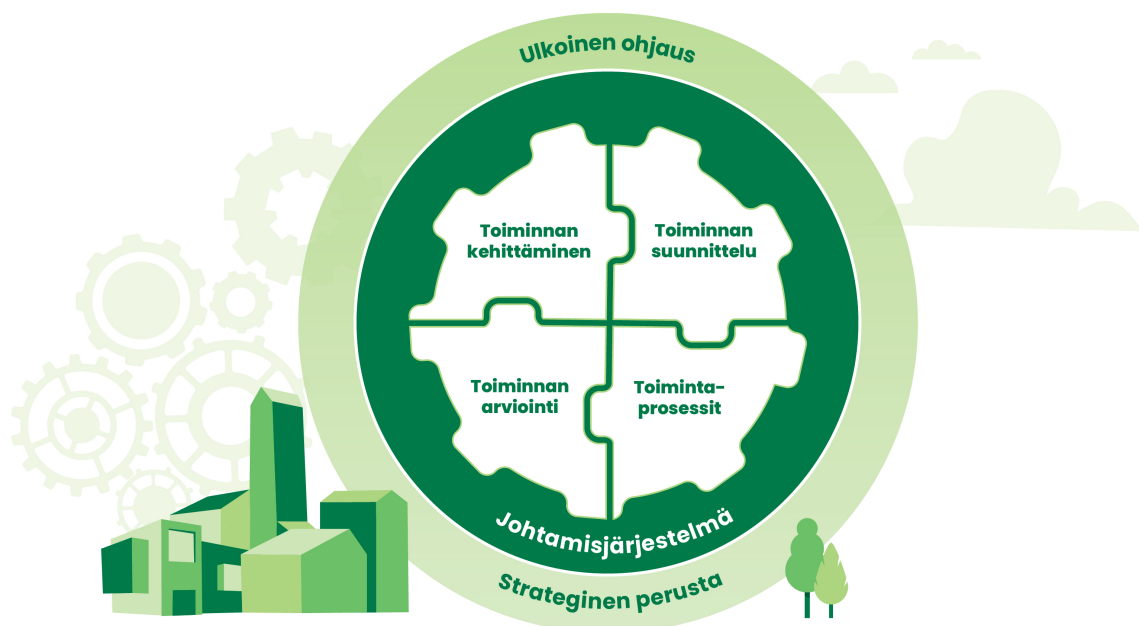 Ulkoinen ohjaus
Toiminnan
kehittäminen
Toiminnan
suunnittelu
Toiminnan
arviointi
Toiminta-
prosessit
Johtamisjärjestelmä
Strateginen perusta